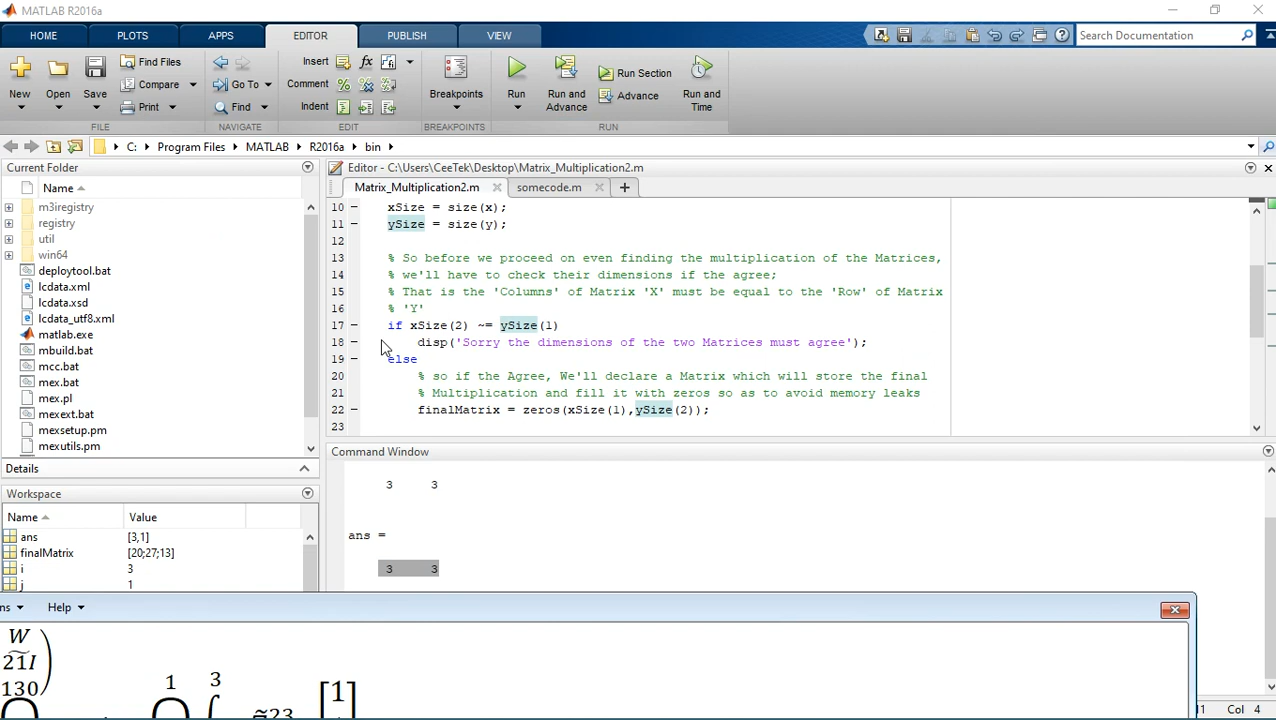 MATLAB R2016a
HOME PLOTS APPS EDITOR PUBLISH VIEW
Search Documentation
New Open Save Find Files Compare Print
Go To Find
Insert Comment Indent fx
Breakpoints
Run Run and Advance Run Section Advance Run and Time
FILE NAVIGATE EDIT BREAKPOINTS RUN
C: Program Files MATLAB R2016a bin
Current Folder
Name
m3iregistry
registry
util
win64
deploytool.bat
lcdata.xml
lcdata.xsd
lcdata_utf8.xml
matlab.exe
mbuild.bat
mcc.bat
mex.bat
mex.pl
mexext.bat
mexsetup.pm
mexutils.pm
Details
Workspace
Name Value
ans [3,1]
finalMatrix [20;27;13]
i 3
j 1
Editor - C:\Users\CeeTek\Desktop\Matrix_Multiplication2.m
Matrix_Multiplication2.m somecode.m
10 xSize = size(x);
11 ySize = size(y);
12
13 % So before we proceed on even finding the multiplication of the Matrices,
14 % we'll have to check their dimensions if the agree;
15 % That is the 'Columns' of Matrix 'X' must be equal to the 'Row' of Matrix
16 % 'Y'
17 if xSize(2) ~= ySize(1)
18 disp('Sorry the dimensions of the two Matrices must agree');
19 else
20 % so if the Agree, We'll declare a Matrix which will store the final
21 % Multiplication and fill it with zeros so as to avoid memory leaks
22 finalMatrix = zeros(xSize(1),ySize(2));
23
Command Window
3 3
ans =
3 3
Help
W
21I
130
1 3
≅23 [1
Col 4